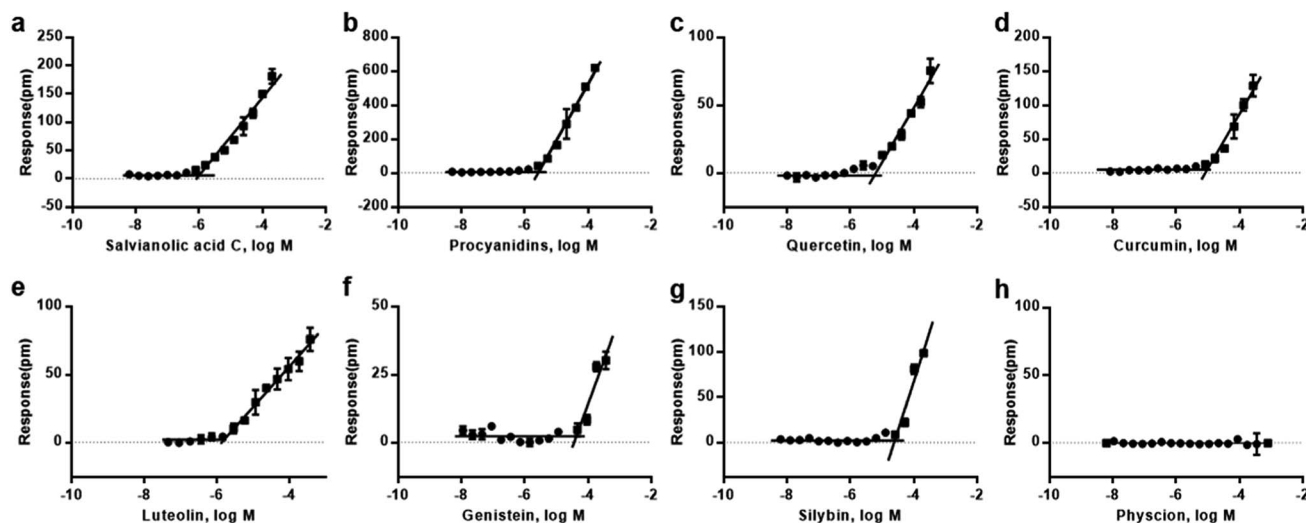 a
b
c
d
250
200
150
100
50
0
-50
Response(pm)
-10 -8 -6 -4 -2
Salvianolic acid C, log M
800
600
400
200
0
-200
Response(pm)
-10 -8 -6 -4 -2
Procyanidins, log M
100
50
0
-50
Response(pm)
-10 -8 -6 -4 -2
Quercetin, log M
200
150
100
50
0
-50
Response(pm)
-10 -8 -6 -4 -2
Curcumin, log M
e
f
g
h
100
50
0
Response(pm)
-10 -8 -6 -4
Luteolin, log M
50
25
0
Response(pm)
-10 -8 -6 -4 -2
Genistein, log M
150
100
50
0
Response(pm)
-10 -8 -6 -4 -2
Silybin, log M
100
50
0
Response(pm)
-10 -8 -6 -4 -2
Physcion, log M